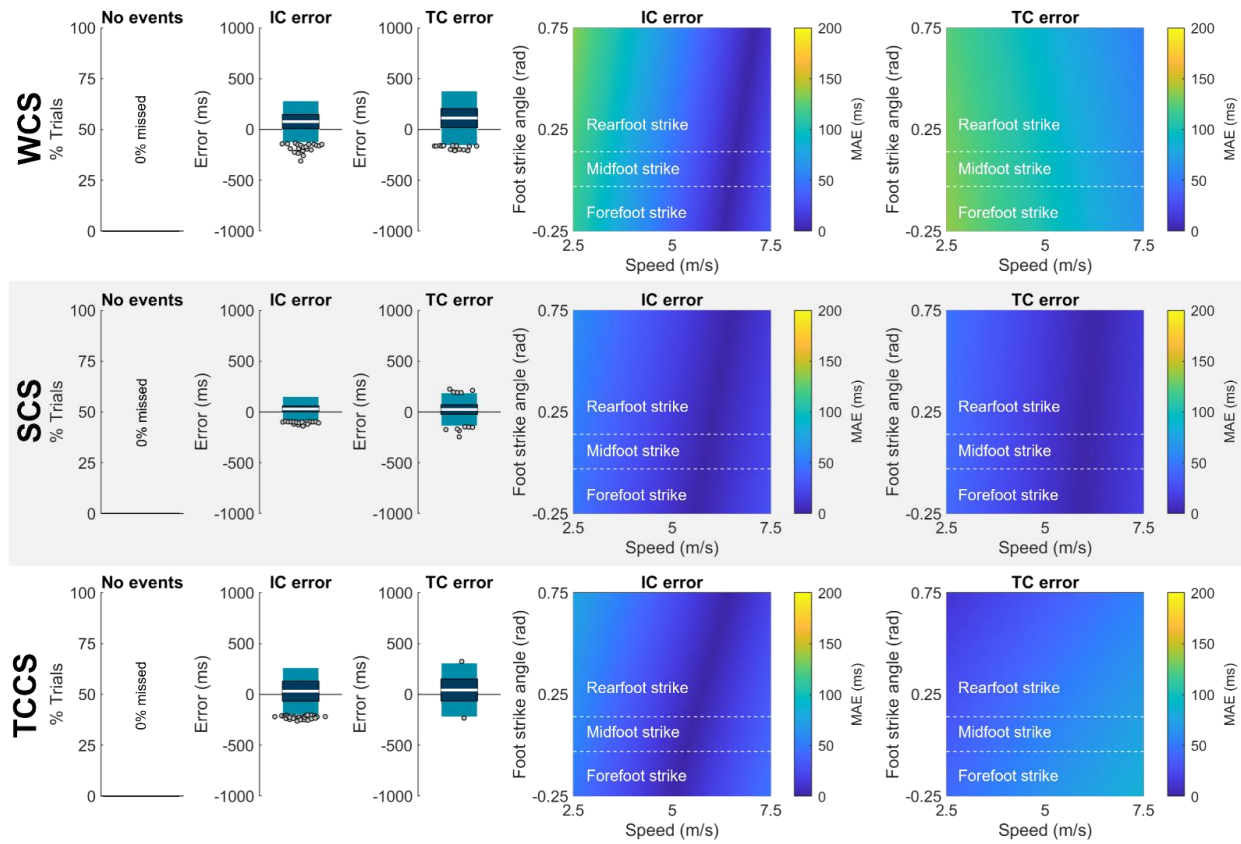 WCS
No events
% Trials
100
75
50
25
0
0% missed
IC error
Error (ms)
1000
500
0
-500
-1000
TC error
Error (ms)
1000
500
0
-500
-1000
IC error
Foot strike angle (rad)
0.75
0.25
-0.25
Rearfoot strike
Midfoot strike
Forefoot strike
2.5 5 7.5
Speed (m/s)
200
150
100
50
0
MAE (ms)
TC error
Foot strike angle (rad)
0.75
0.25
-0.25
Rearfoot strike
Midfoot strike
Forefoot strike
2.5 5 7.5
Speed (m/s)
200
150
100
50
0
MAE (ms)
SCS
No events
% Trials
100
75
50
25
0
0% missed
IC error
Error (ms)
1000
500
0
-500
-1000
TC error
Error (ms)
1000
500
0
-500
-1000
IC error
Foot strike angle (rad)
0.75
0.25
-0.25
Rearfoot strike
Midfoot strike
Forefoot strike
2.5 5 7.5
Speed (m/s)
200
150
100
50
0
MAE (ms)
TC error
Foot strike angle (rad)
0.75
0.25
-0.25
Rearfoot strike
Midfoot strike
Forefoot strike
2.5 5 7.5
Speed (m/s)
200
150
100
50
0
MAE (ms)
TCCS
No events
% Trials
100
75
50
25
0
0% missed
IC error
Error (ms)
1000
500
0
-500
-1000
TC error
Error (ms)
1000
500
0
-500
-1000
IC error
Foot strike angle (rad)
0.75
0.25
-0.25
Rearfoot strike
Midfoot strike
Forefoot strike
2.5 5 7.5
Speed (m/s)
200
150
100
50
0
MAE (ms)
TC error
Foot strike angle (rad)
0.75
0.25
-0.25
Rearfoot strike
Midfoot strike
Forefoot strike
2.5 5 7.5
Speed (m/s)
200
150
100
50
0
MAE (ms)